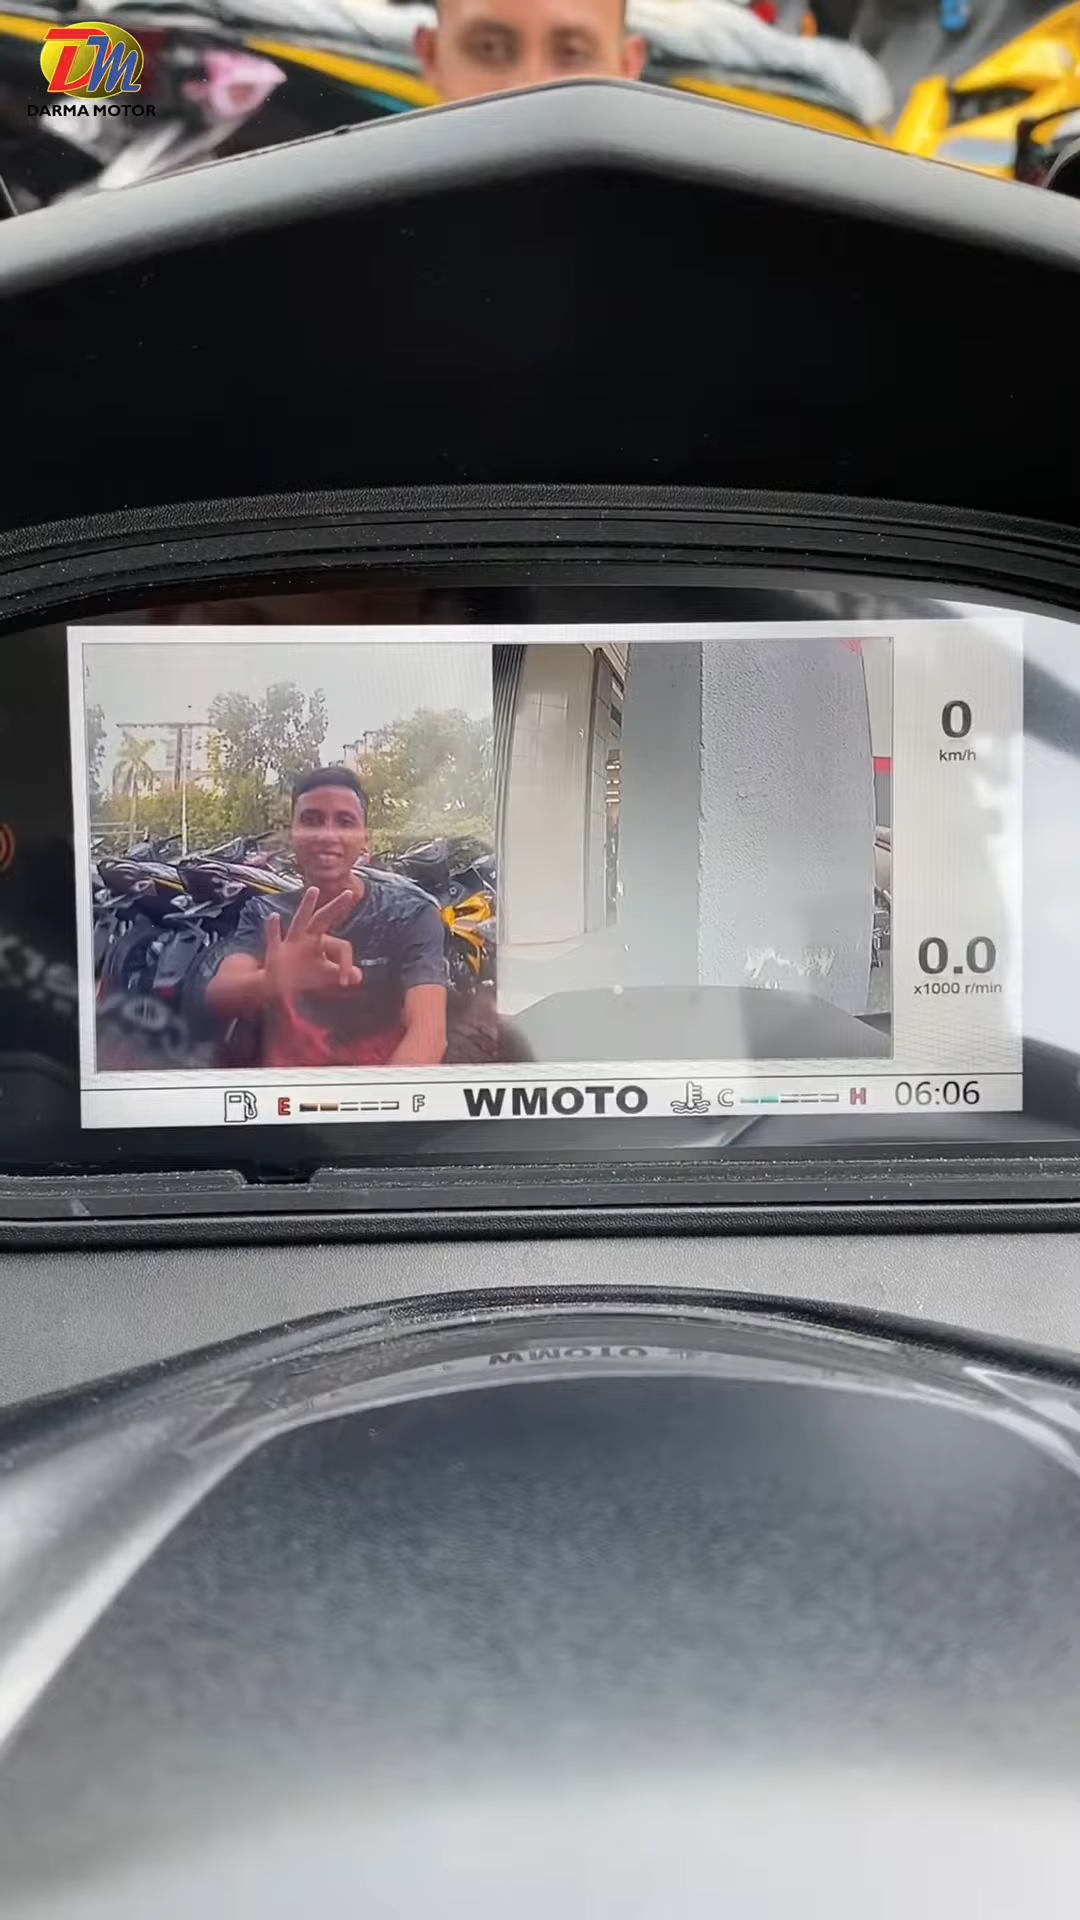 DM
DARMA MOTOR
0
km/h
0.0
x1000 r/min
E F WMOTO C H 06:06
WMOTO